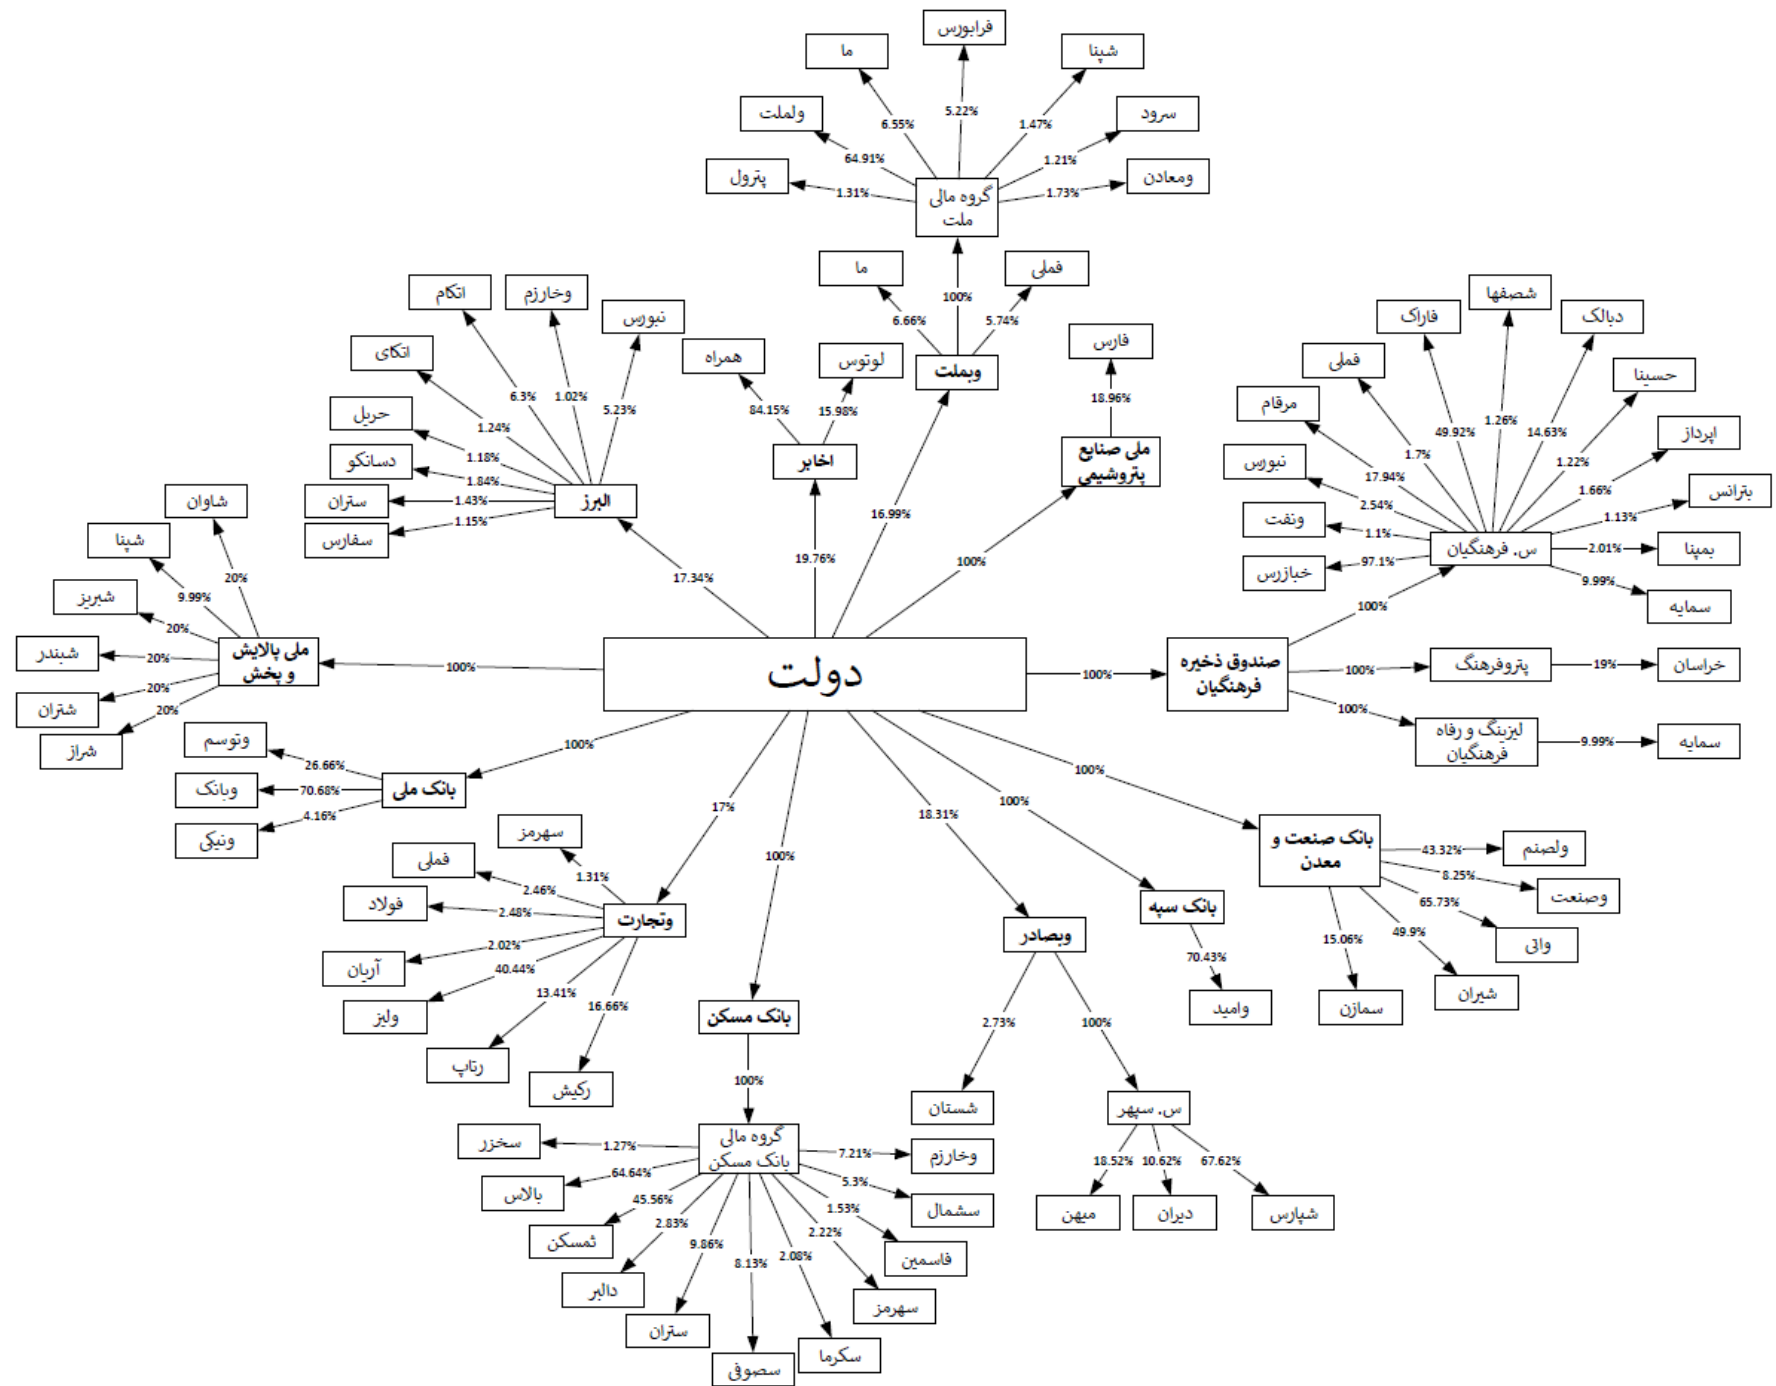 فرابورس
شپنا
ما
5.22%
1.47%
6.55%
سرود
ولملت
1.21%
64.91%
ومعادن
پترول
1.73%
1.31%
گروه مالی
ملت
فملی
ما
100%
5.74%
6.66%
وبملت
16.99%
فارس
18.96%
ملی صنایع
پتروشیمی
100%
لوتوس
همراه
15.98%
84.15%
اخابر
19.76%
نبورس
وخارزم
اتکام
5.23%
1.02%
6.3%
اتکای
1.24%
حریل
1.18%
دسانکو
1.84%
ستران
1.43%
سفارس
1.15%
البرز
17.34%
شصفها
دبالک
فاراک
1.26%
14.63%
49.92%
حسینا
فملی
1.22%
1.7%
اپرداز
مرقام
1.66%
17.94%
بترانس
نبورس
1.13%
2.54%
ونفت
1.1%
بمپنا
2.01%
خبازرس
97.1%
سمایه
9.99%
س. فرهنگیان
100%
صندوق ذخیره
فرهنگیان
100%
پتروفرهنگ
100%
خراسان
19%
لیزینگ و رفاه
فرهنگیان
100%
سمایه
9.99%
دولت
شاوان
20%
شپنا
9.99%
شبریز
20%
شبندر
20%
شتران
20%
شراز
20%
ملی پالایش
و پخش
100%
وتوسم
26.66%
وبانک
70.68%
ونیکی
4.16%
بانک ملی
100%
سهرمز
1.31%
فملی
2.46%
فولاد
2.48%
آریان
2.02%
ولیز
40.44%
رتاپ
13.41%
رکیش
16.66%
وتجارت
17%
بانک مسکن
100%
100%
گروه مالی
بانک مسکن
سخزر
1.27%
بالاس
64.64%
ثمسکن
45.56%
دالبر
2.83%
ستران
9.86%
سصوفی
8.13%
سکرما
2.08%
سهرمز
2.22%
فاسمین
1.53%
سشمال
5.3%
وخارزم
7.21%
وبصادر
18.31%
شستان
2.73%
س. سپهر
100%
میهن
18.52%
دیران
10.62%
شپارس
67.62%
بانک سپه
100%
وامید
70.43%
بانک صنعت و
معدن
100%
ولصنم
43.32%
وصنعت
8.25%
واتی
65.73%
شیران
49.9%
سمازن
15.06%